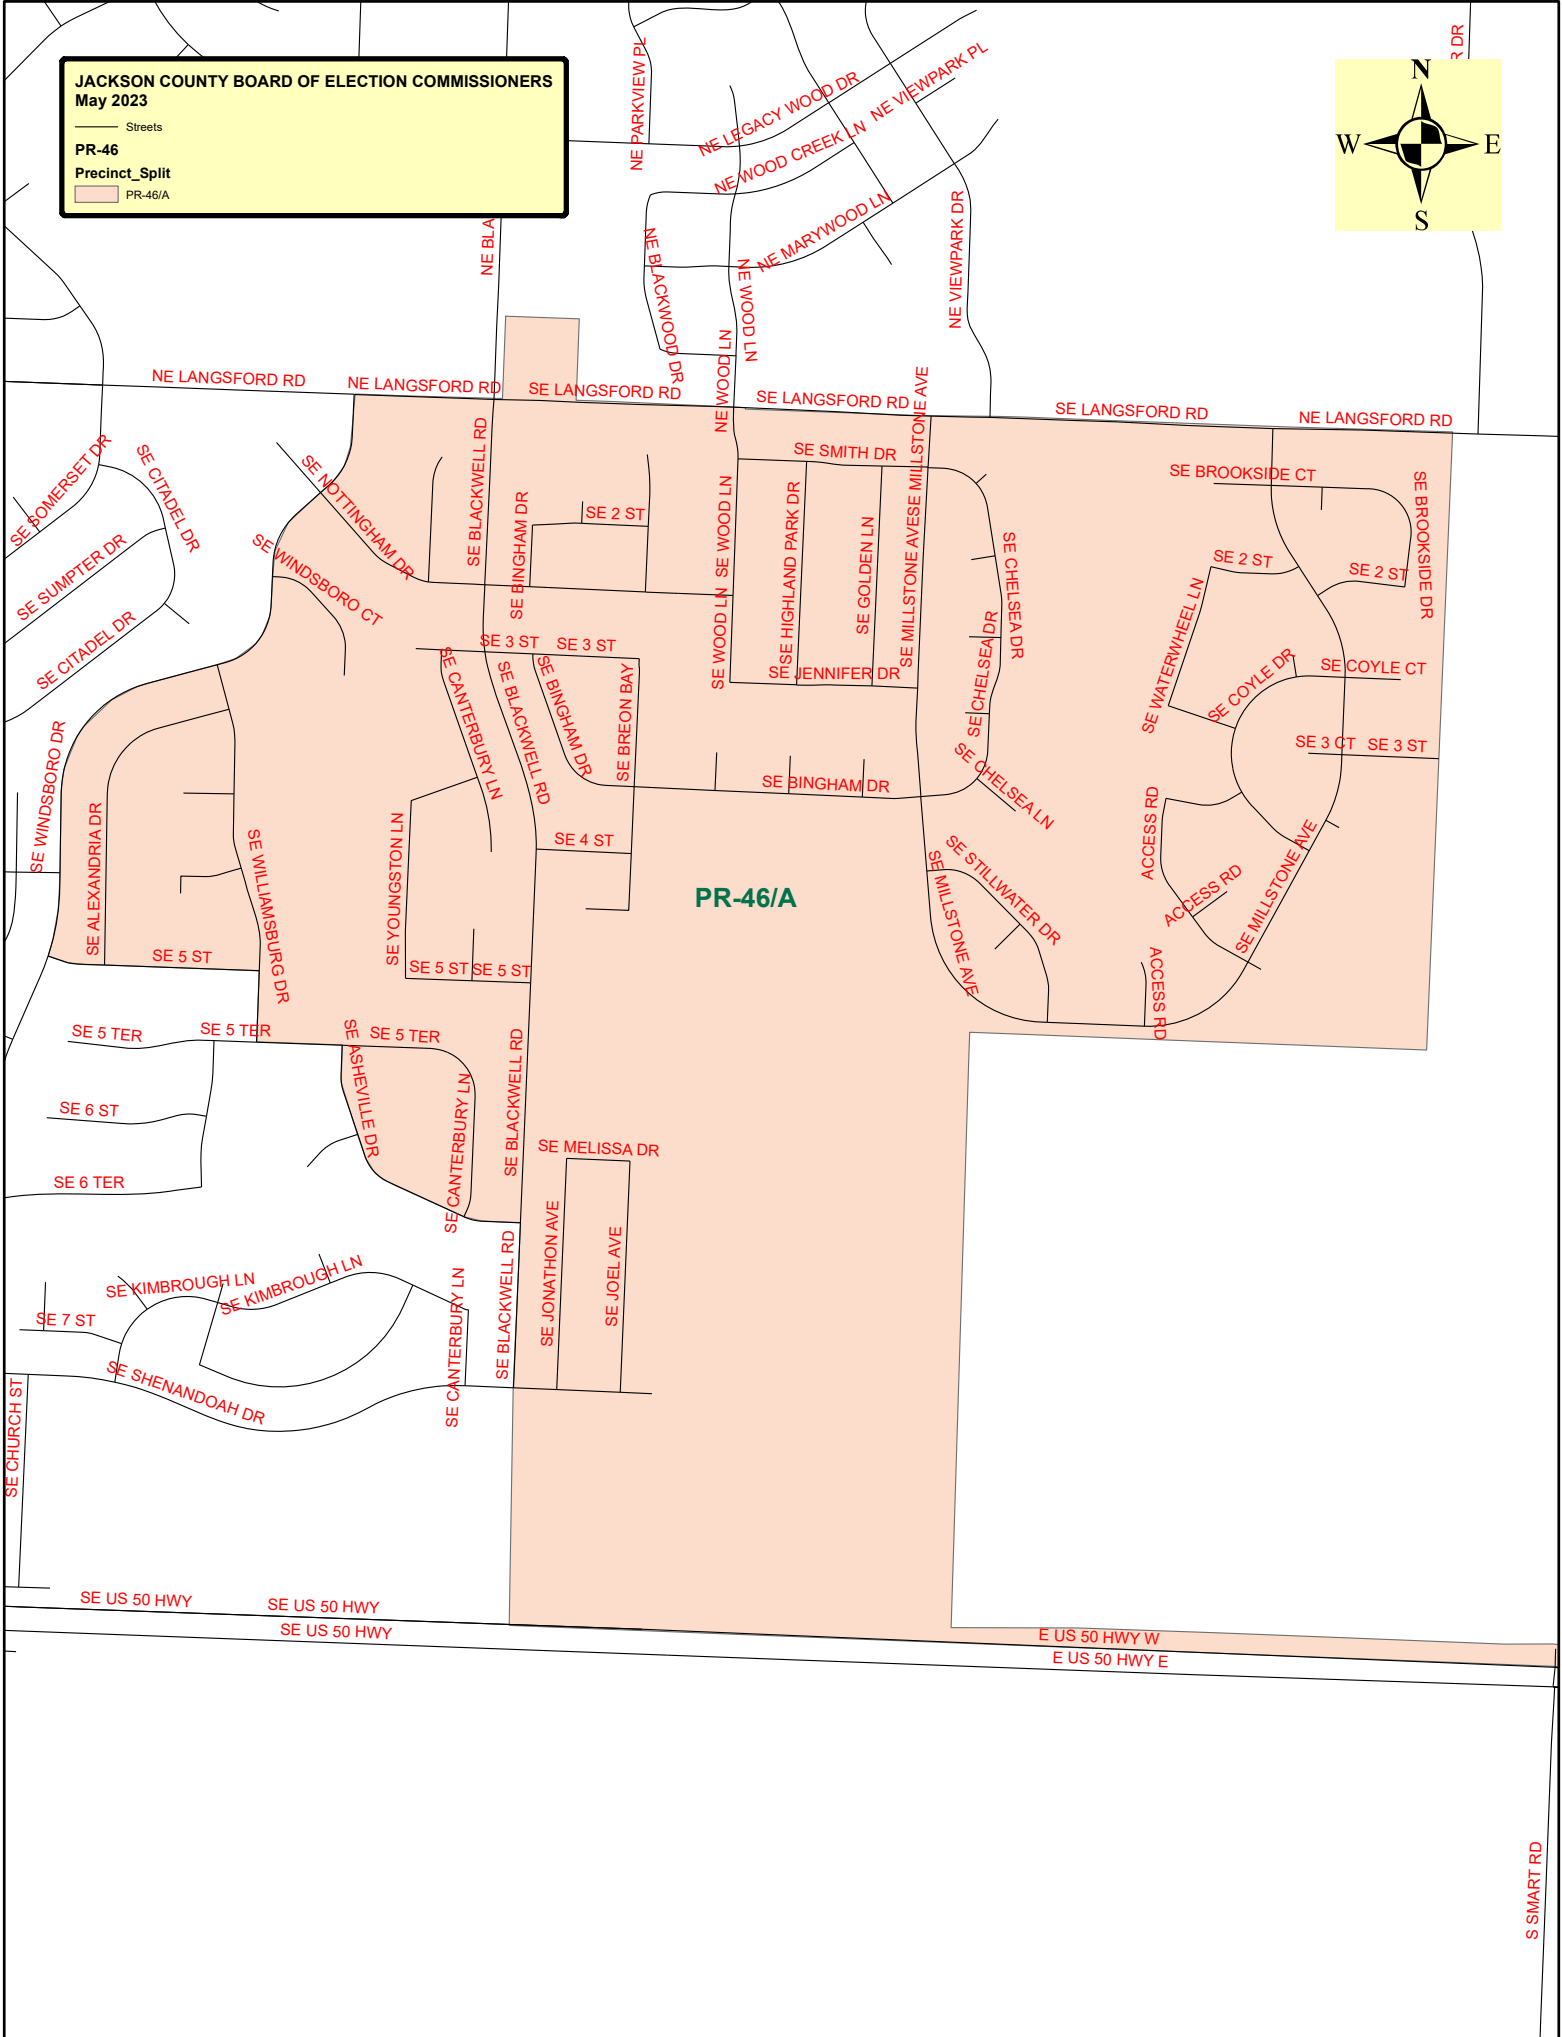 JACKSON COUNTY BOARD OF ELECTION COMMISSIONERS
May 2023
Streets
PR-46
Precinct_Split
PR-46/A
N
W
E
S
R DR
NE PARKVIEW PL
NE LEGACY WOOD DR
NE VIEWPARK PL
NE WOOD CREEK LN
NE MARYWOOD LN
NE BLA
NE BLACKWOOD DR
NE WOOD LN
NE WOOD LN
NE VIEWPARK DR
NE LANGSFORD RD
NE LANGSFORD RD
SE LANGSFORD RD
SE LANGSFORD RD
SE LANGSFORD RD
NE LANGSFORD RD
SE SOMERSET DR
SE CITADEL DR
SE SUMPTER DR
SE CITADEL DR
SE NOTTINGHAM DR
SE WINDSBORO CT
SE BLACKWELL RD
SE BINGHAM DR
SE 2 ST
SE WOOD LN
SE WOOD LN
SE SMITH DR
SE HIGHLAND PARK DR
SE GOLDEN LN
SE MILLSTONE AVE
SE MILLSTONE AVE
SE CHELSEA DR
SE CHELSEA DR
SE BROOKSIDE CT
SE BROOKSIDE DR
SE 2 ST
SE 2 ST
SE WATERWHEEL LN
SE COYLE DR
SE COYLE CT
SE 3 CT
SE 3 ST
SE 3 ST
SE 3 ST
SE JENNIFER DR
SE CANTERBURY LN
SE BLACKWELL RD
SE BINGHAM DR
SE BREON BAY
SE BINGHAM DR
SE CHELSEA LN
SE WINDSBORO DR
SE ALEXANDRIA DR
SE WILLIAMSBURG DR
SE YOUNGSTON LN
SE 4 ST
PR-46/A
SE STILLWATER DR
SE MILLSTONE AVE
ACCESS RD
ACCESS RD
ACCESS RD
SE MILLSTONE AVE
SE 5 ST
SE 5 ST
SE 5 ST
SE 5 TER
SE 5 TER
SE 5 TER
SE ASHEVILLE DR
SE CANTERBURY LN
SE BLACKWELL RD
SE 6 ST
SE 6 TER
SE MELISSA DR
SE JONATHON AVE
SE JOEL AVE
SE BLACKWELL RD
SE CANTERBURY LN
SE KIMBROUGH LN
SE KIMBROUGH LN
SE 7 ST
SE SHENANDOAH DR
SE CHURCH ST
SE US 50 HWY
SE US 50 HWY
SE US 50 HWY
E US 50 HWY W
E US 50 HWY E
S SMART RD